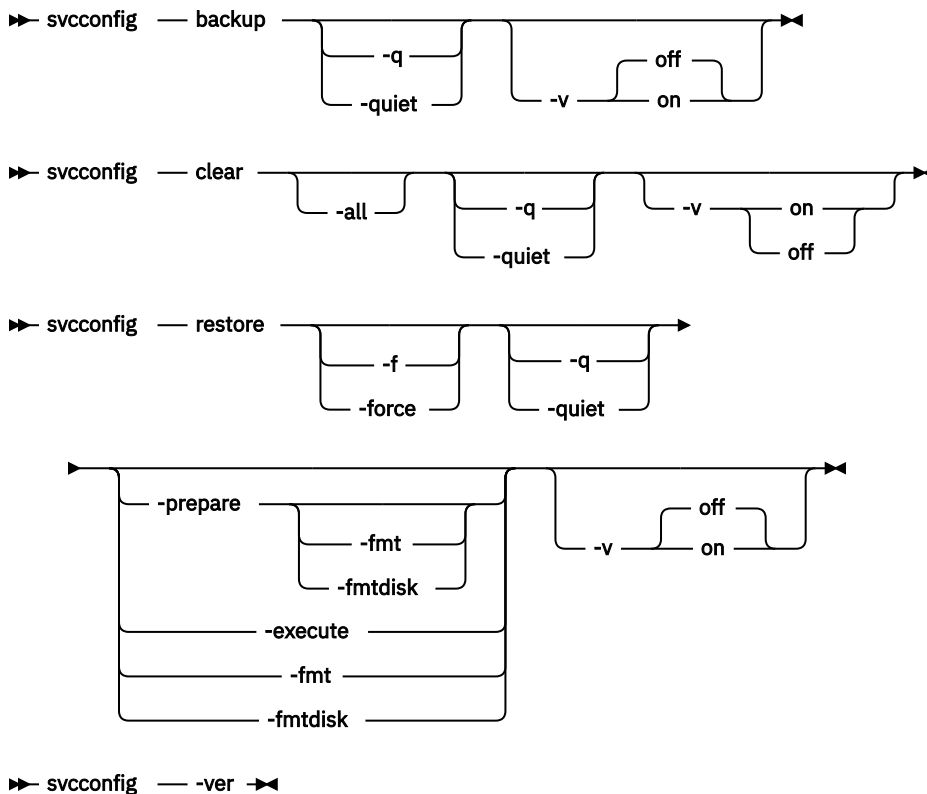 svcconfig backup
-q
-quiet
-v off
on
svcconfig clear
-all
-q
-quiet
-v on
off
svcconfig restore
-f
-force
-q
-quiet
-prepare
-fmt
-fmtdisk
-execute
-fmt
-fmtdisk
-v off
on
svcconfig -ver